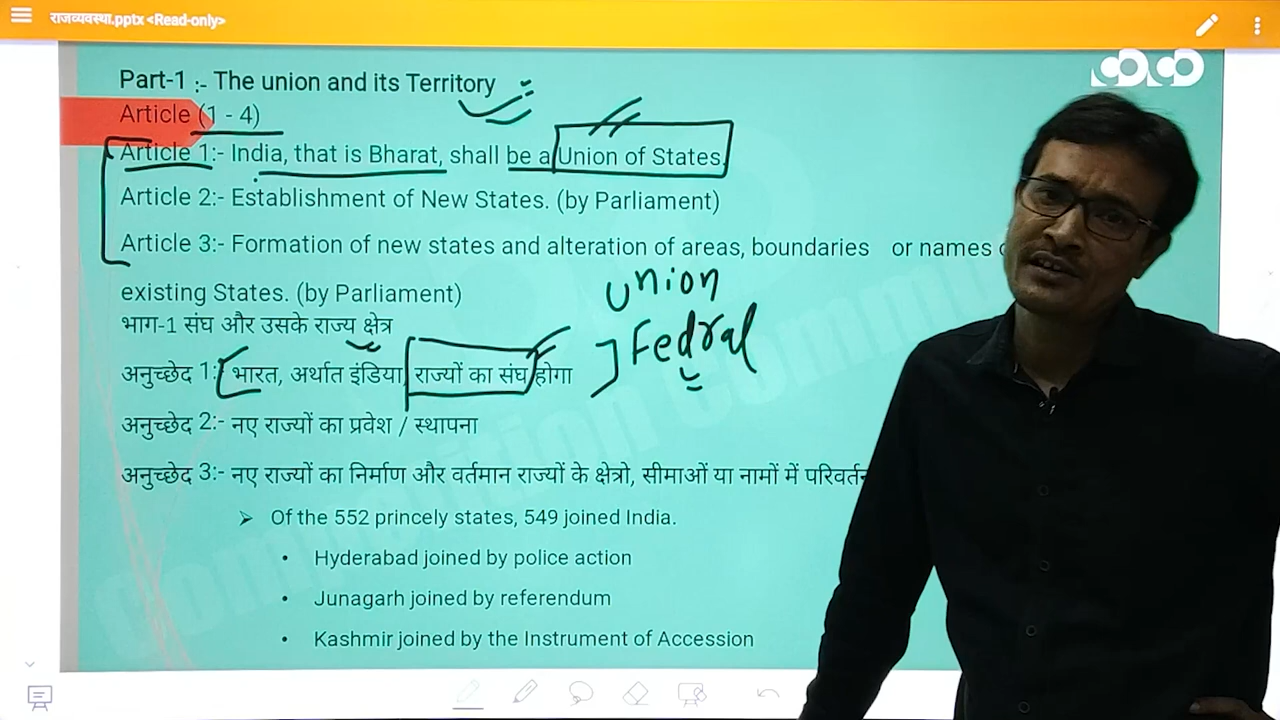 राजव्यवस्था.pptx <Read-only>
COCO
Part-1 :- The union and its Territory
Article (1 - 4)
Article 1:- India, that is Bharat, shall be a Union of States.
Article 2:- Establishment of New States. (by Parliament)
Article 3:- Formation of new states and alteration of areas, boundaries or names
existing States. (by Parliament)
union
Fedral
भाग-1 संघ और उसके राज्य क्षेत्र
अनुच्छेद 1:- भारत, अर्थात इंडिया, राज्यों का संघ होगा
अनुच्छेद 2:- नए राज्यों का प्रवेश / स्थापना
अनुच्छेद 3:- नए राज्यों का निर्माण और वर्तमान राज्यों के क्षेत्रो, सीमाओं या नामों में परिवर्तन
➤ Of the 552 princely states, 549 joined India.
• Hyderabad joined by police action
• Junagarh joined by referendum
• Kashmir joined by the Instrument of Accession